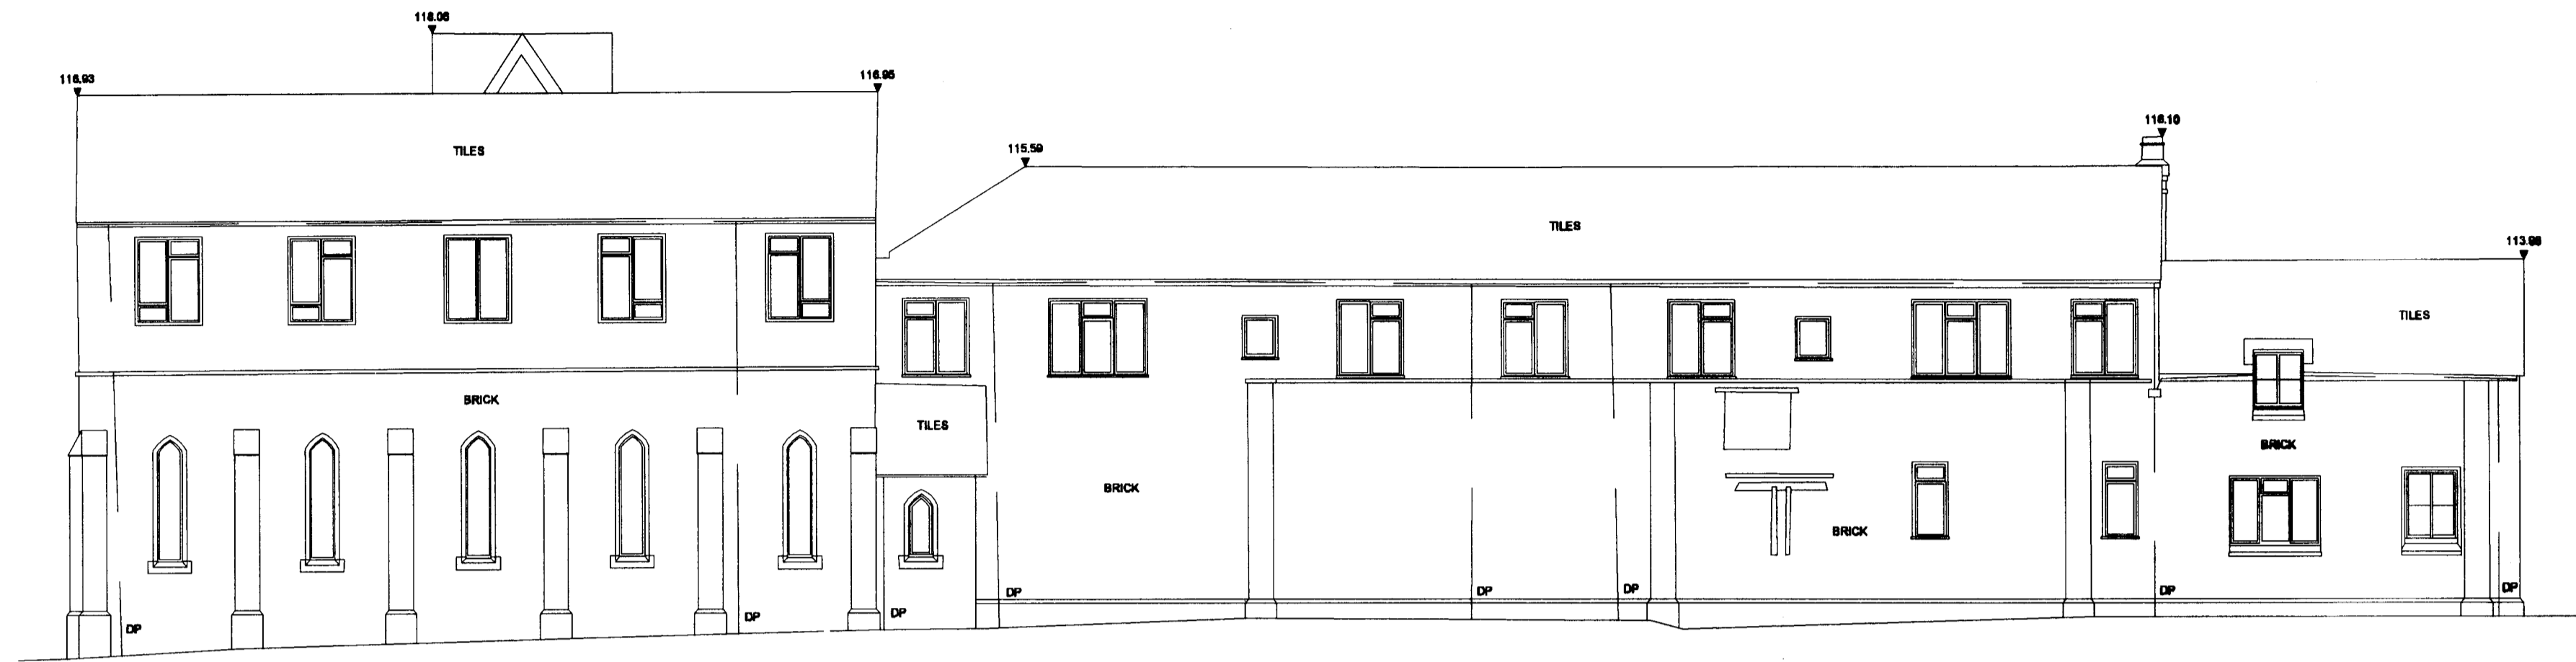 118.06
116.93
116.95
TILES
115.59
116.10
TILES
113.98
TILES
BRICK
TILES
BRICK
BRICK
BRICK
DP
DP
DP
DP
DP
DP
DP
DP